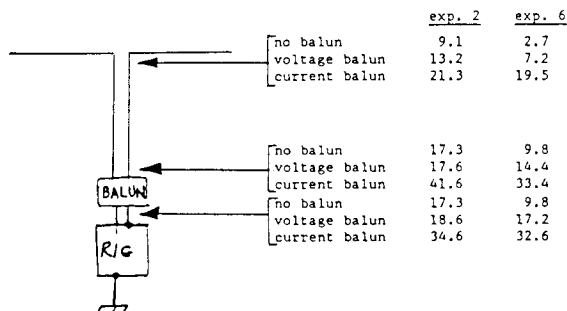 exp. 2 exp. 6
no balun 9.1 2.7
voltage balun 13.2 7.2
current balun 21.3 19.5
no balun 17.3 9.8
voltage balun 17.6 14.4
current balun 41.6 33.4
BALUN
no balun 17.3 9.8
voltage balun 18.6 17.2
current balun 34.6 32.6
RIG